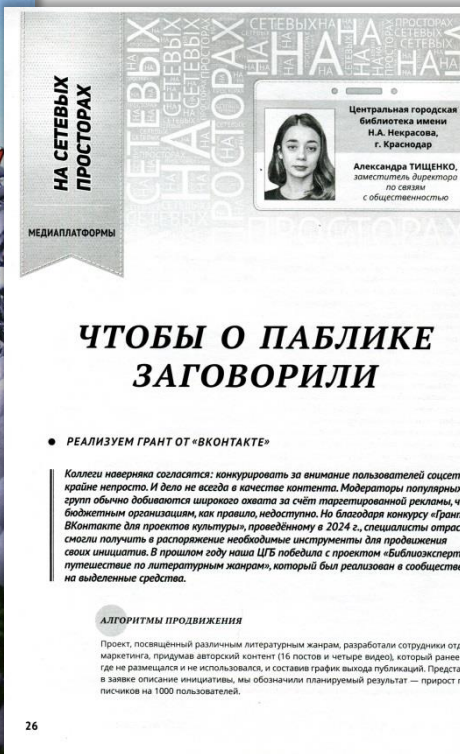 НА СЕТЕВЫХ
ПРОСТОРАХ
МЕДИАПЛАТФОРМЫ
Центральная городская
библиотека имени
Н.А. Некрасова,
г. Краснодар
Александра ТИЩЕНКО,
заместитель директора
по связям
с общественностью
ЧТОБЫ О ПАБЛИКЕ
ЗАГОВОРИЛИ
● РЕАЛИЗУЕМ ГРАНТ ОТ «ВКОНТАКТЕ»
Коллеги наверняка согласятся: конкурировать за внимание пользователей соцсет
крайне непросто. И дело не всегда в качестве контента. Модераторы популярных
групп обычно добиваются широкого охвата за счёт таргетированной рекламы, ч
бюджетным организациям, как правило, недоступно. Но благодаря конкурсу «Грант
ВКонтакте для проектов культуры», проведённому в 2024 г., специалисты отрас
смогли получить в распоряжение необходимые инструменты для продвижения
своих инициатив. В прошлом году наша ЦГБ победила с проектом «Библиоэксперт
путешествие по литературным жанрам», который был реализован в сообществе
на выделенные средства.
АЛГОРИТМЫ ПРОДВИЖЕНИЯ
Проект, посвящённый различным литературным жанрам, разработали сотрудники отд
маркетинга, придумав авторский контент (16 постов и четыре видео), который ранее
где не размещался и не использовался, и составив график выхода публикаций. Предста
в заявке описание инициативы, мы обозначили планируемый результат — прирост п
писчиков на 1000 пользователей.
26